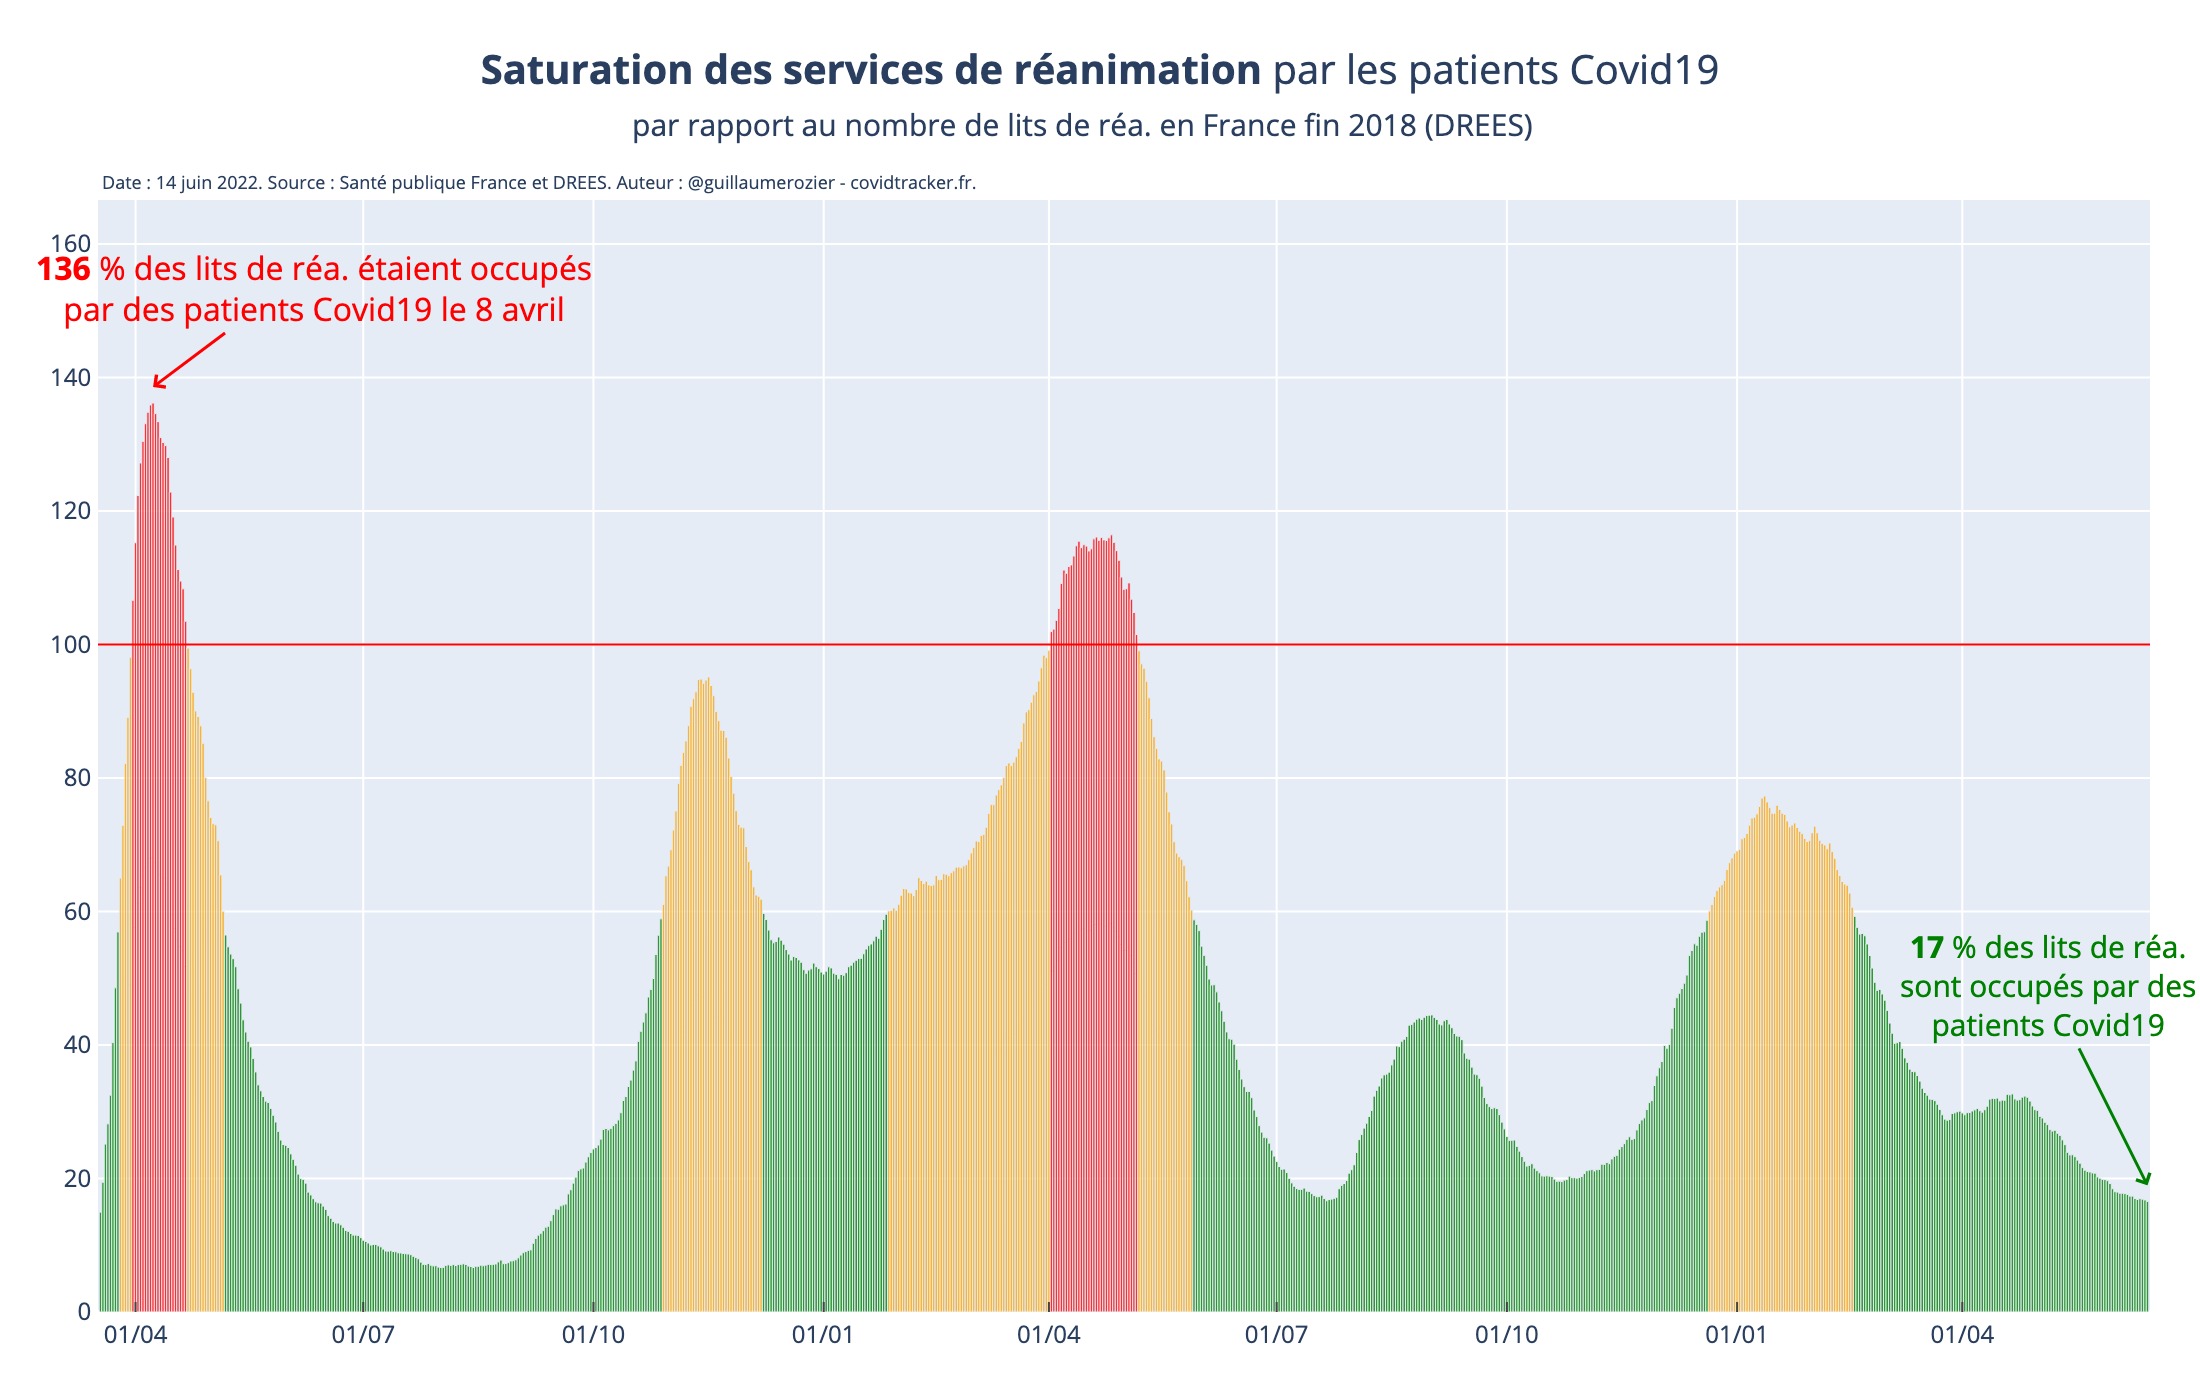 Saturation des services de réanimation par les patients Covid19
par rapport au nombre de lits de réa. en France fin 2018 (DREES)
Date : 14 juin 2022. Source : Santé publique France et DREES. Auteur : @guillaumerozier - covidtracker.fr.
160
136 % des lits de réa. étaient occupés
par des patients Covid19 le 8 avril
140
120
100
80
60
17 % des lits de réa.
sont occupés par des
patients Covid19
40
20
0
01/04 01/07 01/10 01/01 01/04 01/07 01/10 01/01 01/04